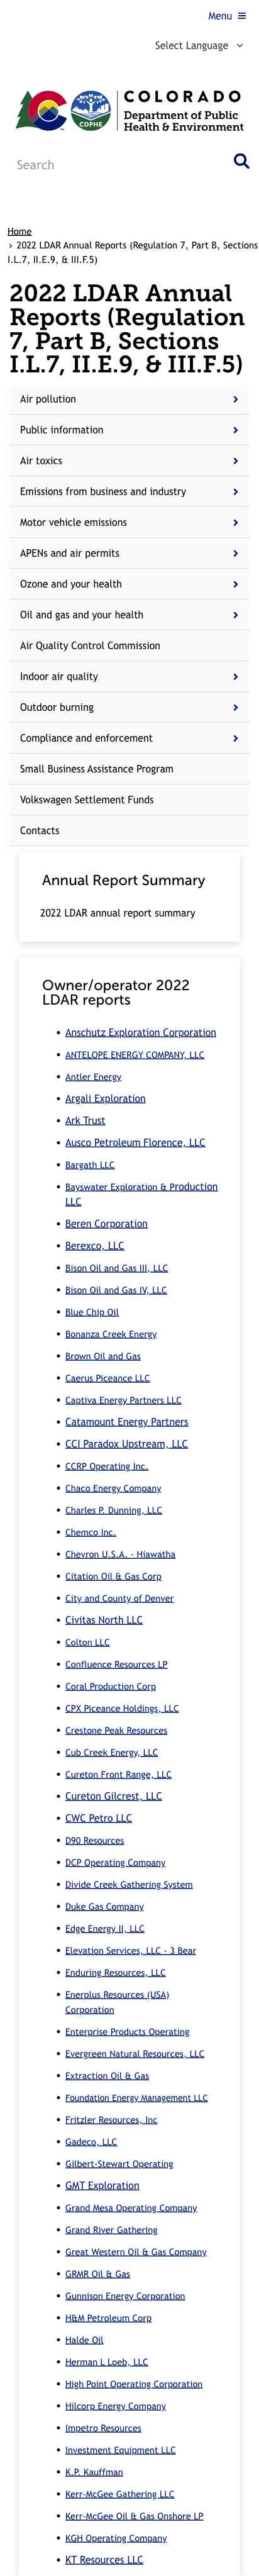 Menu
Select Language
COLORADO
Department of Public
Health & Environment
CDPHE
Search
Home
› 2022 LDAR Annual Reports (Regulation 7, Part B, Sections
I.L.7, II.E.9, & III.F.5)
2022 LDAR Annual
Reports (Regulation
7, Part B, Sections
I.L.7, II.E.9, & III.F.5)
Air pollution
Public information
Air toxics
Emissions from business and industry
Motor vehicle emissions
APENs and air permits
Ozone and your health
Oil and gas and your health
Air Quality Control Commission
Indoor air quality
Outdoor burning
Compliance and enforcement
Small Business Assistance Program
Volkswagen Settlement Funds
Contacts
Annual Report Summary
2022 LDAR annual report summary
Owner/operator 2022
LDAR reports
• Anschutz Exploration Corporation
• ANTELOPE ENERGY COMPANY, LLC
• Antler Energy
• Argali Exploration
• Ark Trust
• Ausco Petroleum Florence, LLC
• Bargath LLC
• Bayswater Exploration & Production
LLC
• Beren Corporation
• Berexco, LLC
• Bison Oil and Gas III, LLC
• Bison Oil and Gas IV, LLC
• Blue Chip Oil
• Bonanza Creek Energy
• Brown Oil and Gas
• Caerus Piceance LLC
• Captiva Energy Partners LLC
• Catamount Energy Partners
• CCI Paradox Upstream, LLC
• CCRP Operating Inc.
• Chaco Energy Company
• Charles P. Dunning, LLC
• Chemco Inc.
• Chevron U.S.A. - Hiawatha
• Citation Oil & Gas Corp
• City and County of Denver
• Civitas North LLC
• Colton LLC
• Confluence Resources LP
• Coral Production Corp
• CPX Piceance Holdings, LLC
• Crestone Peak Resources
• Cub Creek Energy, LLC
• Cureton Front Range, LLC
• Cureton Gilcrest, LLC
• CWC Petro LLC
• D90 Resources
• DCP Operating Company
• Divide Creek Gathering System
• Duke Gas Company
• Edge Energy II, LLC
• Elevation Services, LLC - 3 Bear
• Enduring Resources, LLC
• Enerplus Resources (USA)
Corporation
• Enterprise Products Operating
• Evergreen Natural Resources, LLC
• Extraction Oil & Gas
• Foundation Energy Management LLC
• Fritzler Resources, Inc
• Gadeco, LLC
• Gilbert-Stewart Operating
• GMT Exploration
• Grand Mesa Operating Company
• Grand River Gathering
• Great Western Oil & Gas Company
• GRMR Oil & Gas
• Gunnison Energy Corporation
• H&M Petroleum Corp
• Halde Oil
• Herman L Loeb, LLC
• High Point Operating Corporation
• Hilcorp Energy Company
• Impetro Resources
• Investment Equipment LLC
• K.P. Kauffman
• Kerr-McGee Gathering LLC
• Kerr-McGee Oil & Gas Onshore LP
• KGH Operating Company
• KT Resources LLC